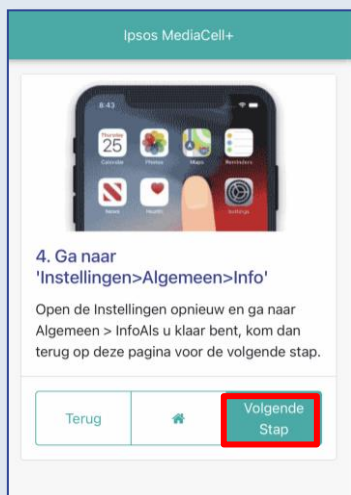 Ipsos MediaCell+
8:43
Thursday
25
Calendar Photos Maps Reminders
News Health Settings
4. Ga naar
'Instellingen>Algemeen>Info'
Open de Instellingen opnieuw en ga naar
Algemeen > InfoAls u klaar bent, kom dan
terug op deze pagina voor de volgende stap.
Terug
Volgende
Stap